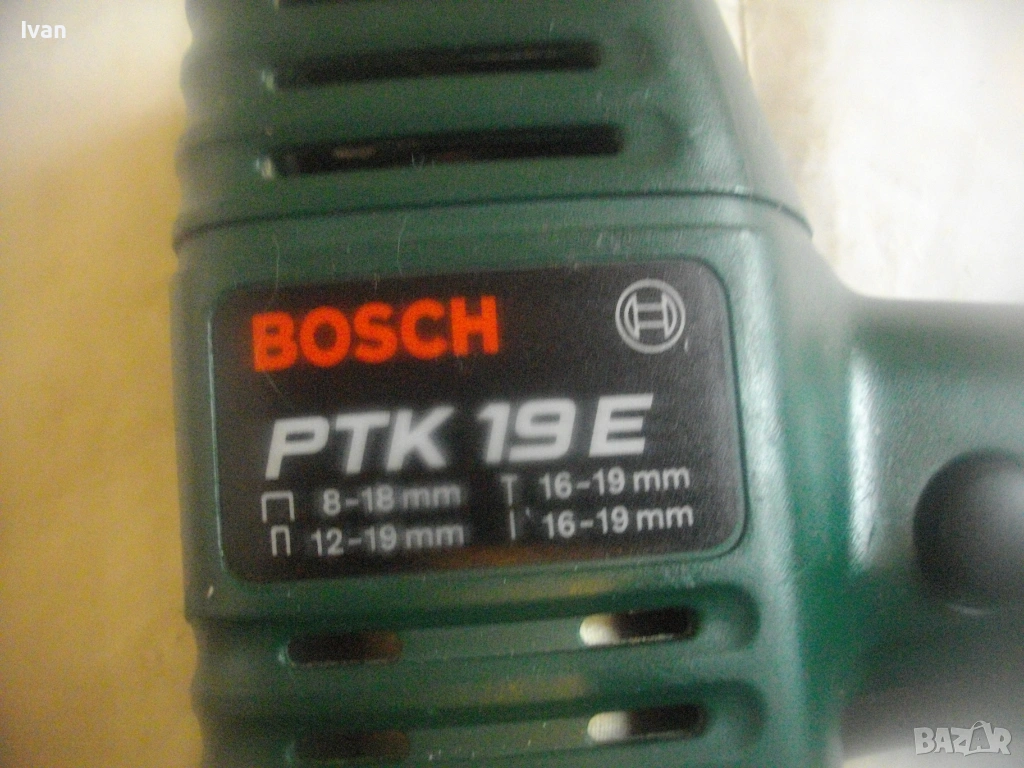 Ivan
BOSCH
PTK 19 E
8-18 mm
16-19 mm
12-19 mm
16-19 mm
BAZAR